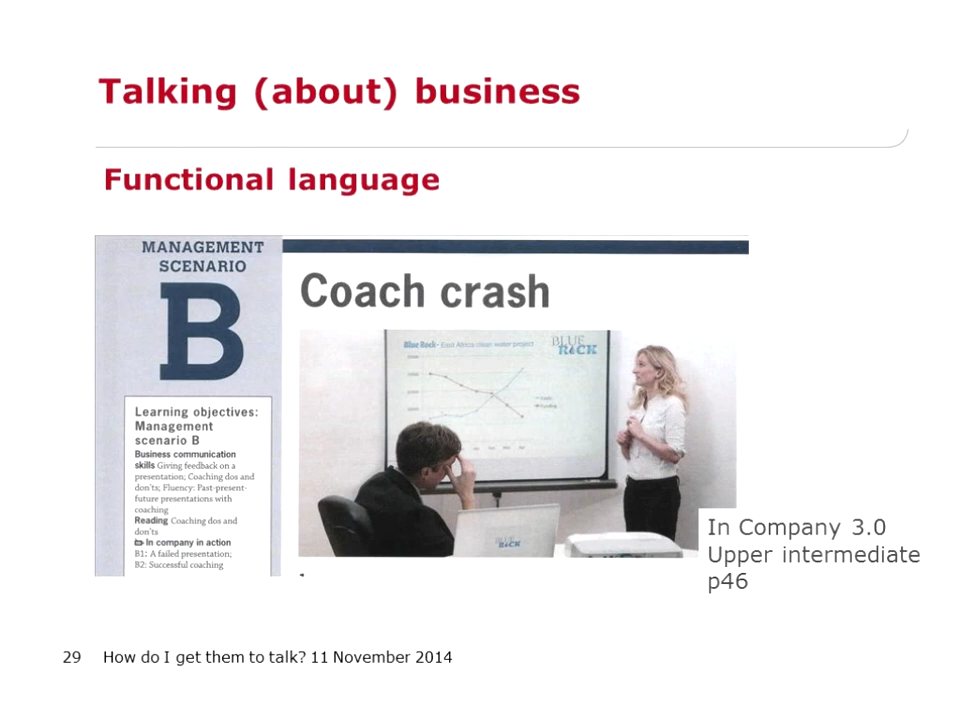 Talking (about) business
Functional language
MANAGEMENT
SCENARIO
B
Learning objectives:
Management
scenario B
Business communication
skills Giving feedback on a
presentation; Coaching dos and
don'ts; Fluency: Past-present-
future presentations with
coaching
Reading Coaching dos and
don'ts
In company in action
B1: A failed presentation;
B2: Successful coaching
Coach crash
Blue Rock - East Africa clean water project
BLUE
ROCK
BLUE
ROCK
In Company 3.0
Upper intermediate
p46
29 How do I get them to talk? 11 November 2014